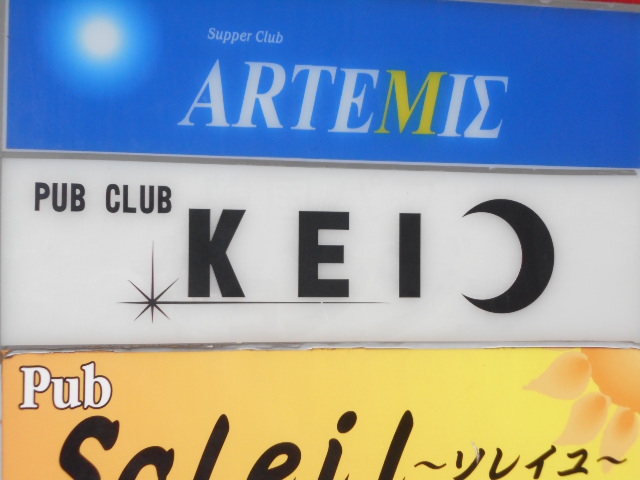 Supper Club
ARTEMIΣ
PUB CLUB
KEI
Pub
Soleil
～ソレイユ～